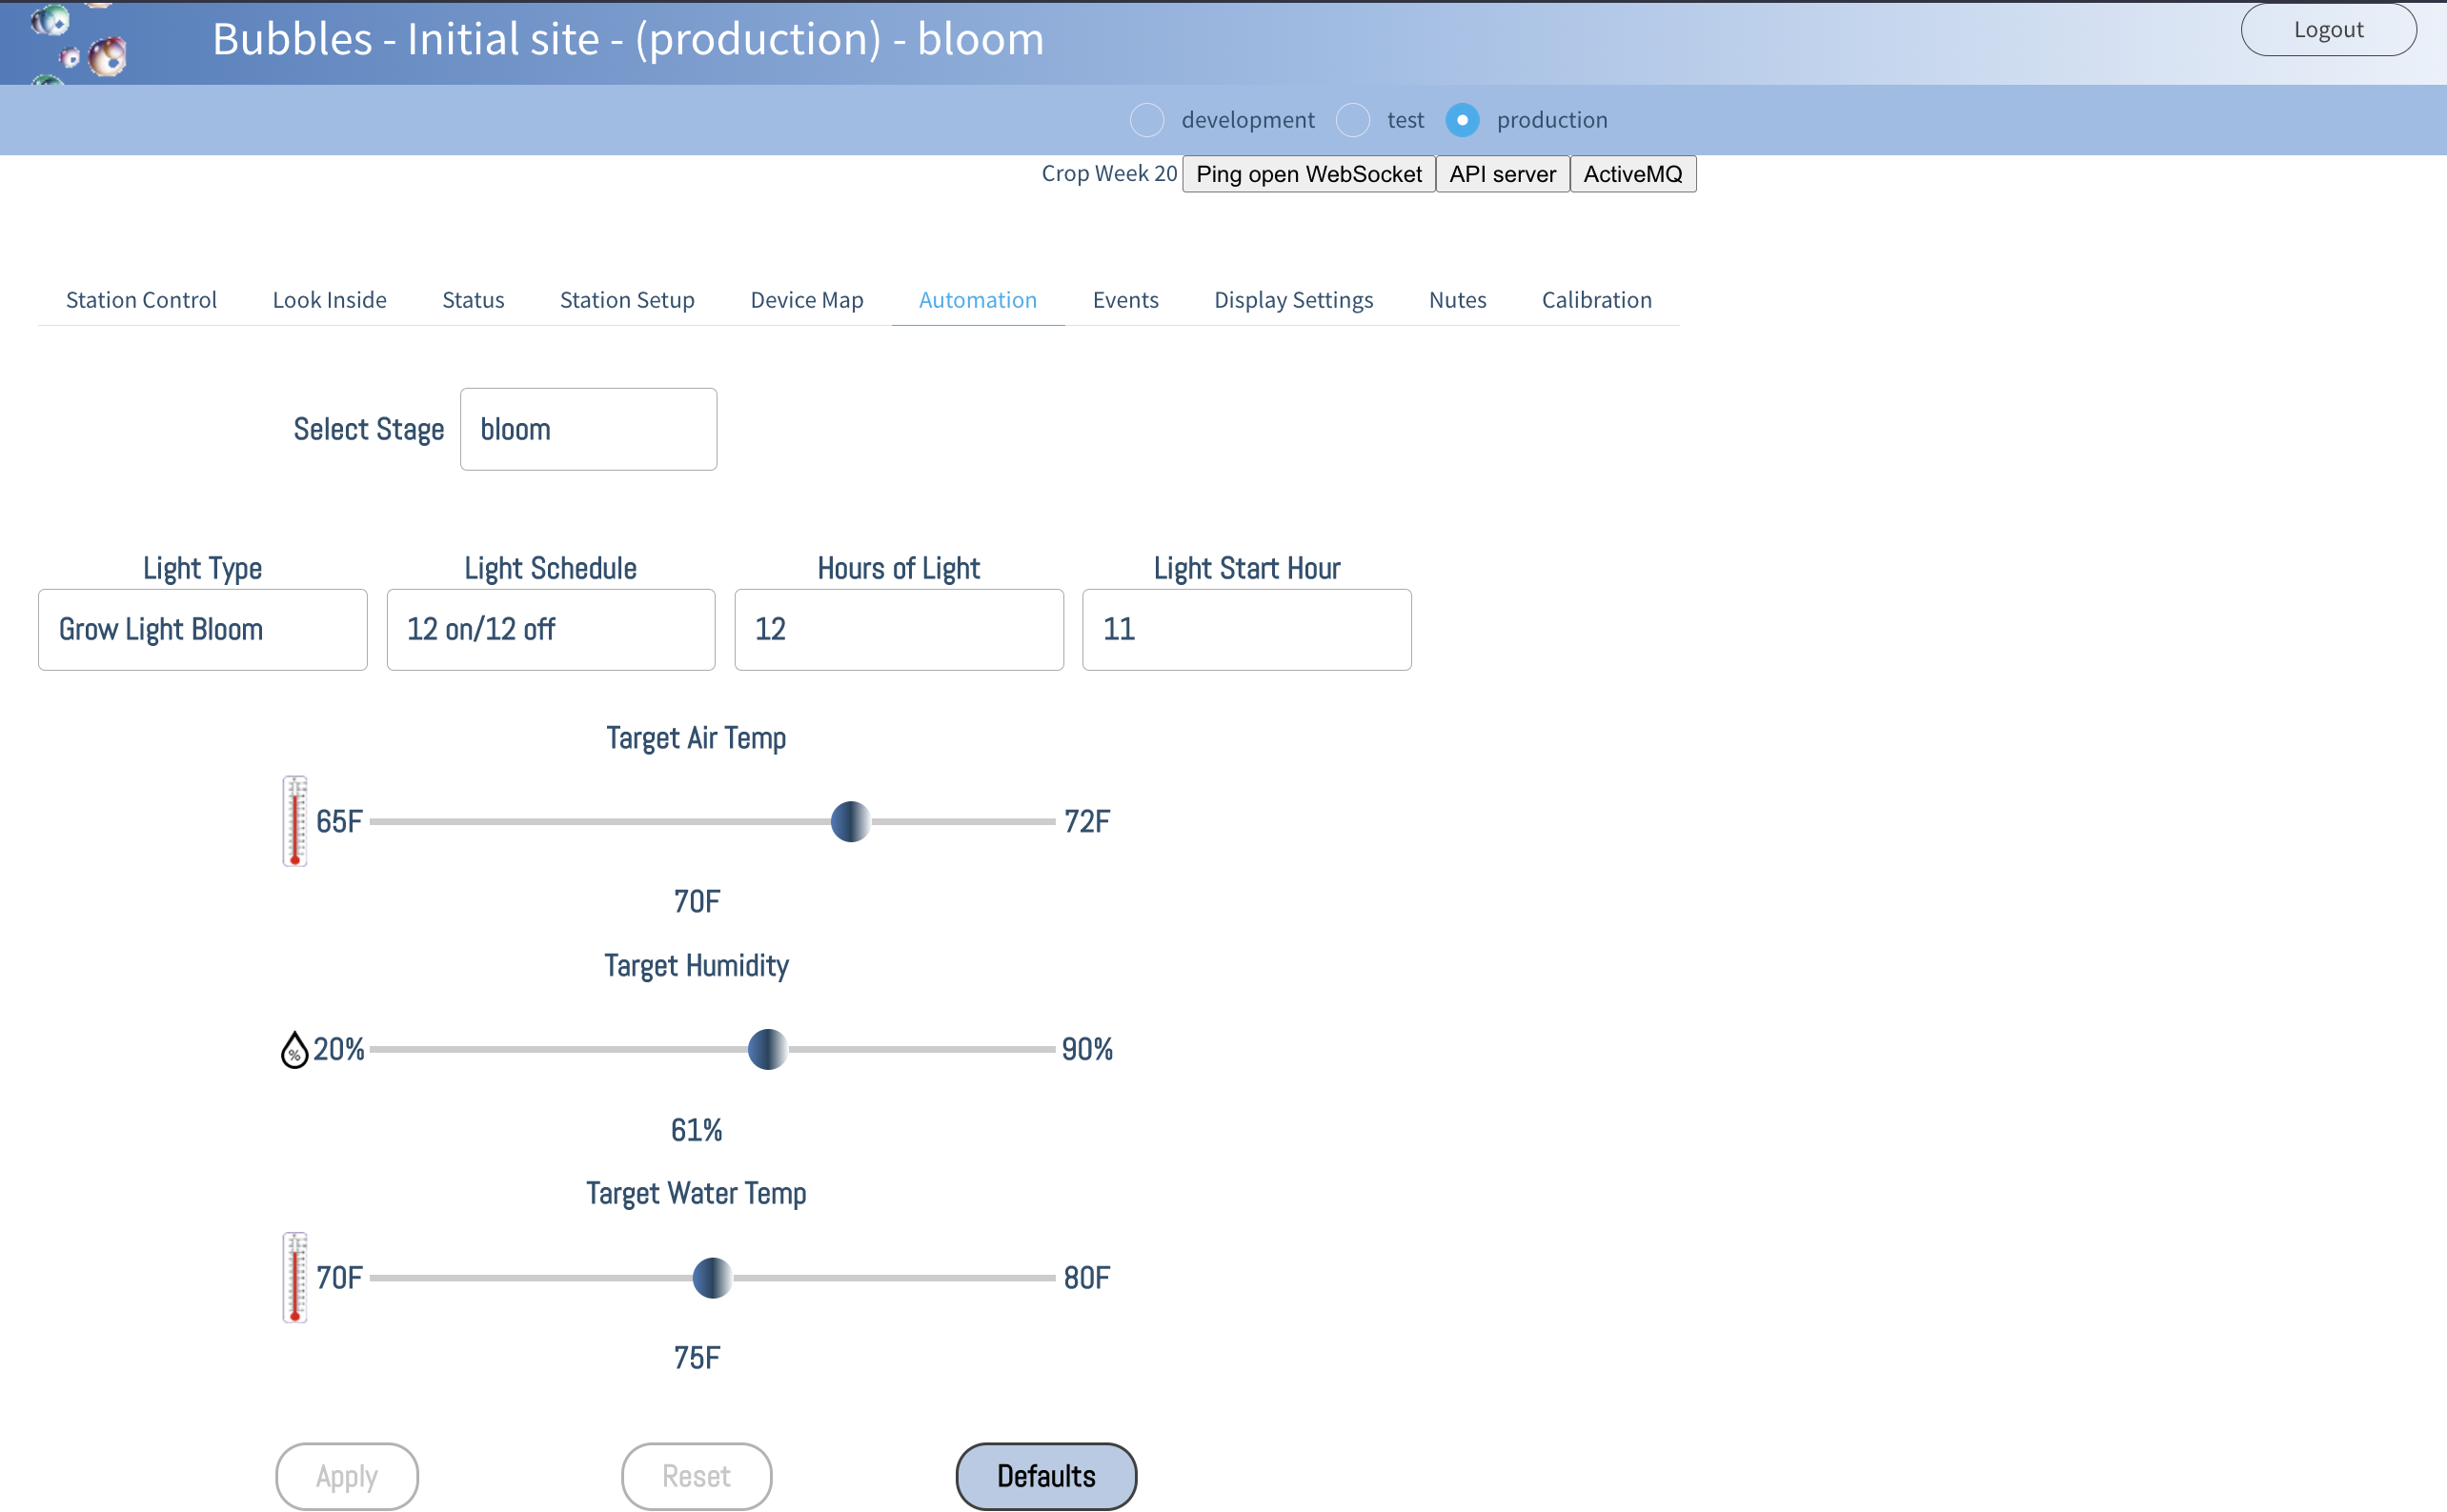 Bubbles - Initial site - (production) - bloom
Logout
development test production
Crop Week 20 Ping open WebSocket API server ActiveMQ
Station Control Look Inside Status Station Setup Device Map Automation Events Display Settings Nutes Calibration
Select Stage bloom
Light Type Light Schedule Hours of Light Light Start Hour
Grow Light Bloom 12 on/12 off 12 11
Target Air Temp
65F 72F
70F
Target Humidity
% 20% 90%
61%
Target Water Temp
70F 80F
75F
Apply Reset Defaults